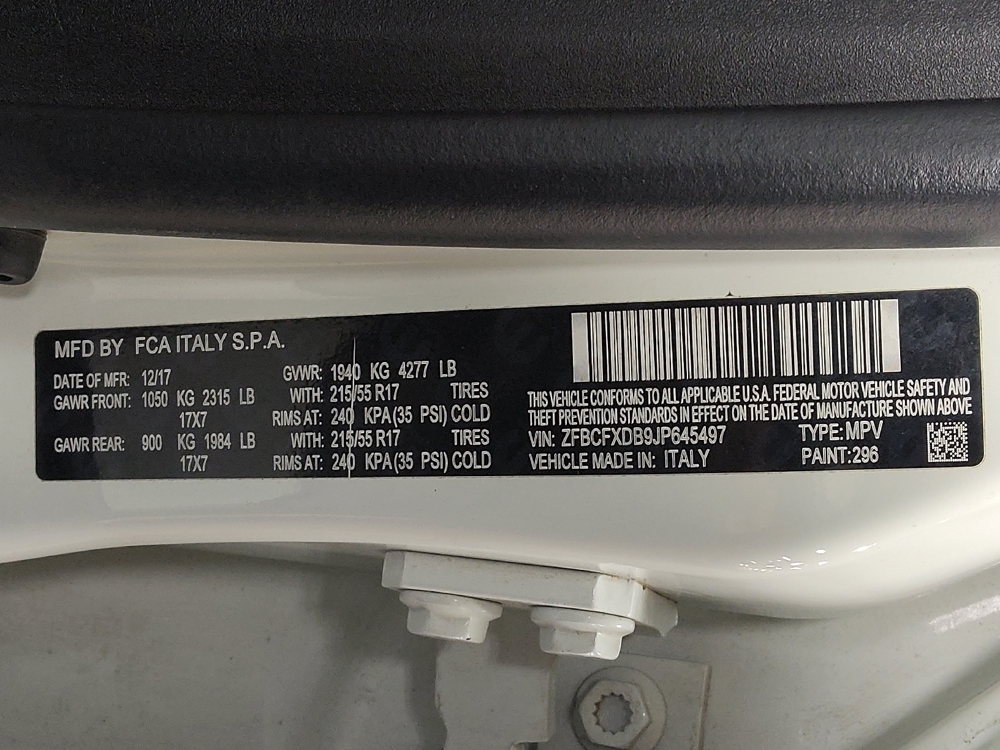 MFD BY FCA ITALY S.P.A.
DATE OF MFR: 12/17 GVWR: 1940 KG 4277 LB
GAWR FRONT: 1050 KG 2315 LB WITH: 215/55 R17 TIRES
17X7 RIMS AT: 240 KPA(35 PSI) COLD
GAWR REAR: 900 KG 1984 LB WITH: 215/55 R17 TIRES
17X7 RIMS AT: 240 KPA(35 PSI) COLD
THIS VEHICLE CONFORMS TO ALL APPLICABLE U.S.A. FEDERAL MOTOR VEHICLE SAFETY AND
THEFT PREVENTION STANDARDS IN EFFECT ON THE DATE OF MANUFACTURE SHOWN ABOVE
VIN: ZFBCFXDB9JP645497 TYPE: MPV
VEHICLE MADE IN: ITALY PAINT: 296